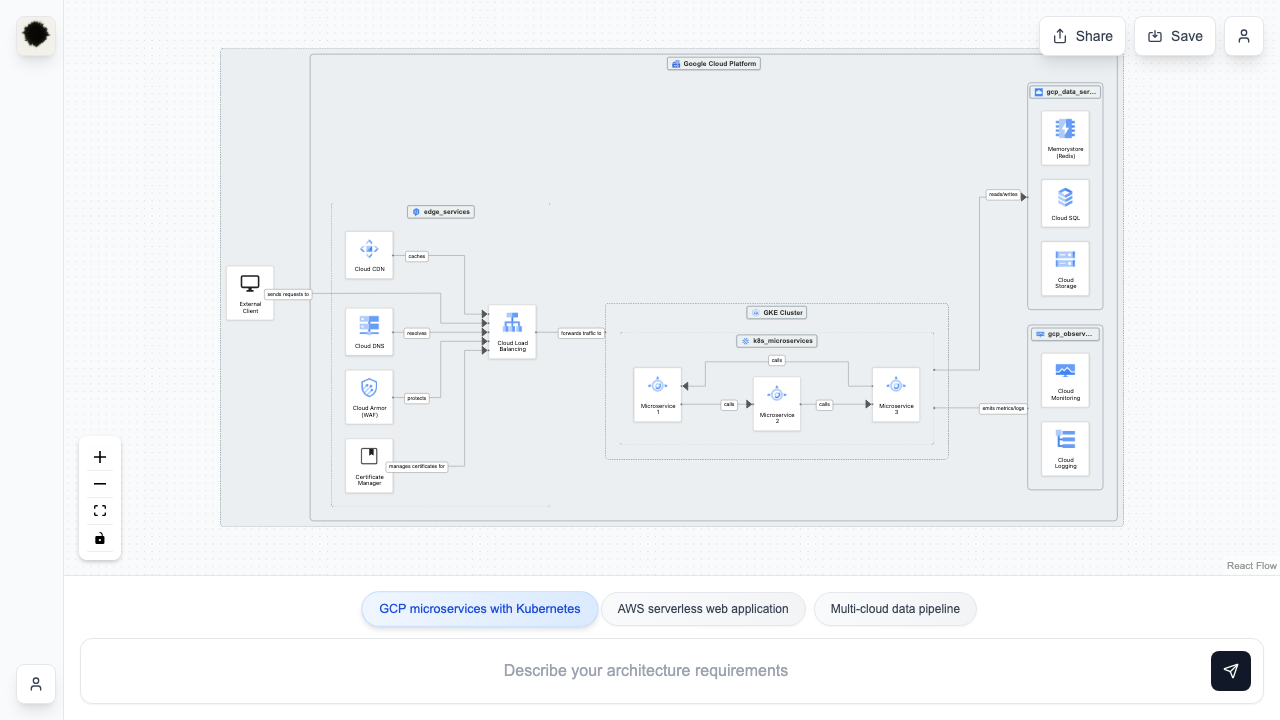 Share
Save
Google Cloud Platform
gcp_data_ser...
Memorystore
(Redis)
reads/writes
Cloud SQL
Cloud
Storage
edge_services
Cloud CDN
caches
External
Client
sends requests to
Cloud DNS
resolves
Cloud Load
Balancing
forwards traffic to
Cloud Armor
(WAF)
protects
Certificate
Manager
manages certificates for
GKE Cluster
k8s_microservices
calls
Microservice
1
calls
Microservice
2
calls
Microservice
3
gcp_observ...
Cloud
Monitoring
emits metrics/logs
Cloud
Logging
React Flow
GCP microservices with Kubernetes
AWS serverless web application
Multi-cloud data pipeline
Describe your architecture requirements